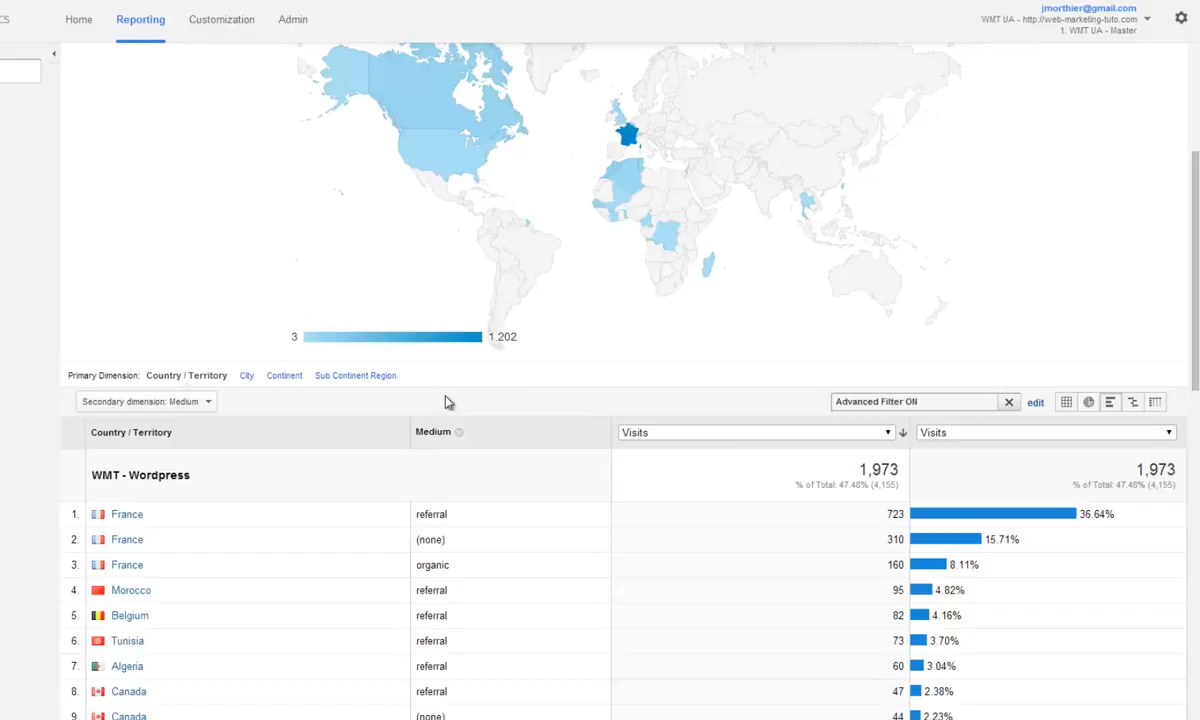 CS
Home Reporting Customization Admin
jmorthier@gmail.com
WMT UA - http://web-marketing-tuto.com
1. WMT UA - Master
3 1,202
Primary Dimension: Country / Territory City Continent Sub Continent Region
Secondary dimension: Medium
Advanced Filter ON edit
Country / Territory Medium Visits Visits
WMT - Wordpress 1,973 1,973
% of Total: 47.48% (4,155) % of Total: 47.48% (4,155)
1. France referral 723 36.64%
2. France (none) 310 15.71%
3. France organic 160 8.11%
4. Morocco referral 95 4.82%
5. Belgium referral 82 4.16%
6. Tunisia referral 73 3.70%
7. Algeria referral 60 3.04%
8. Canada referral 47 2.38%
9. Canada (none) 44 2.23%